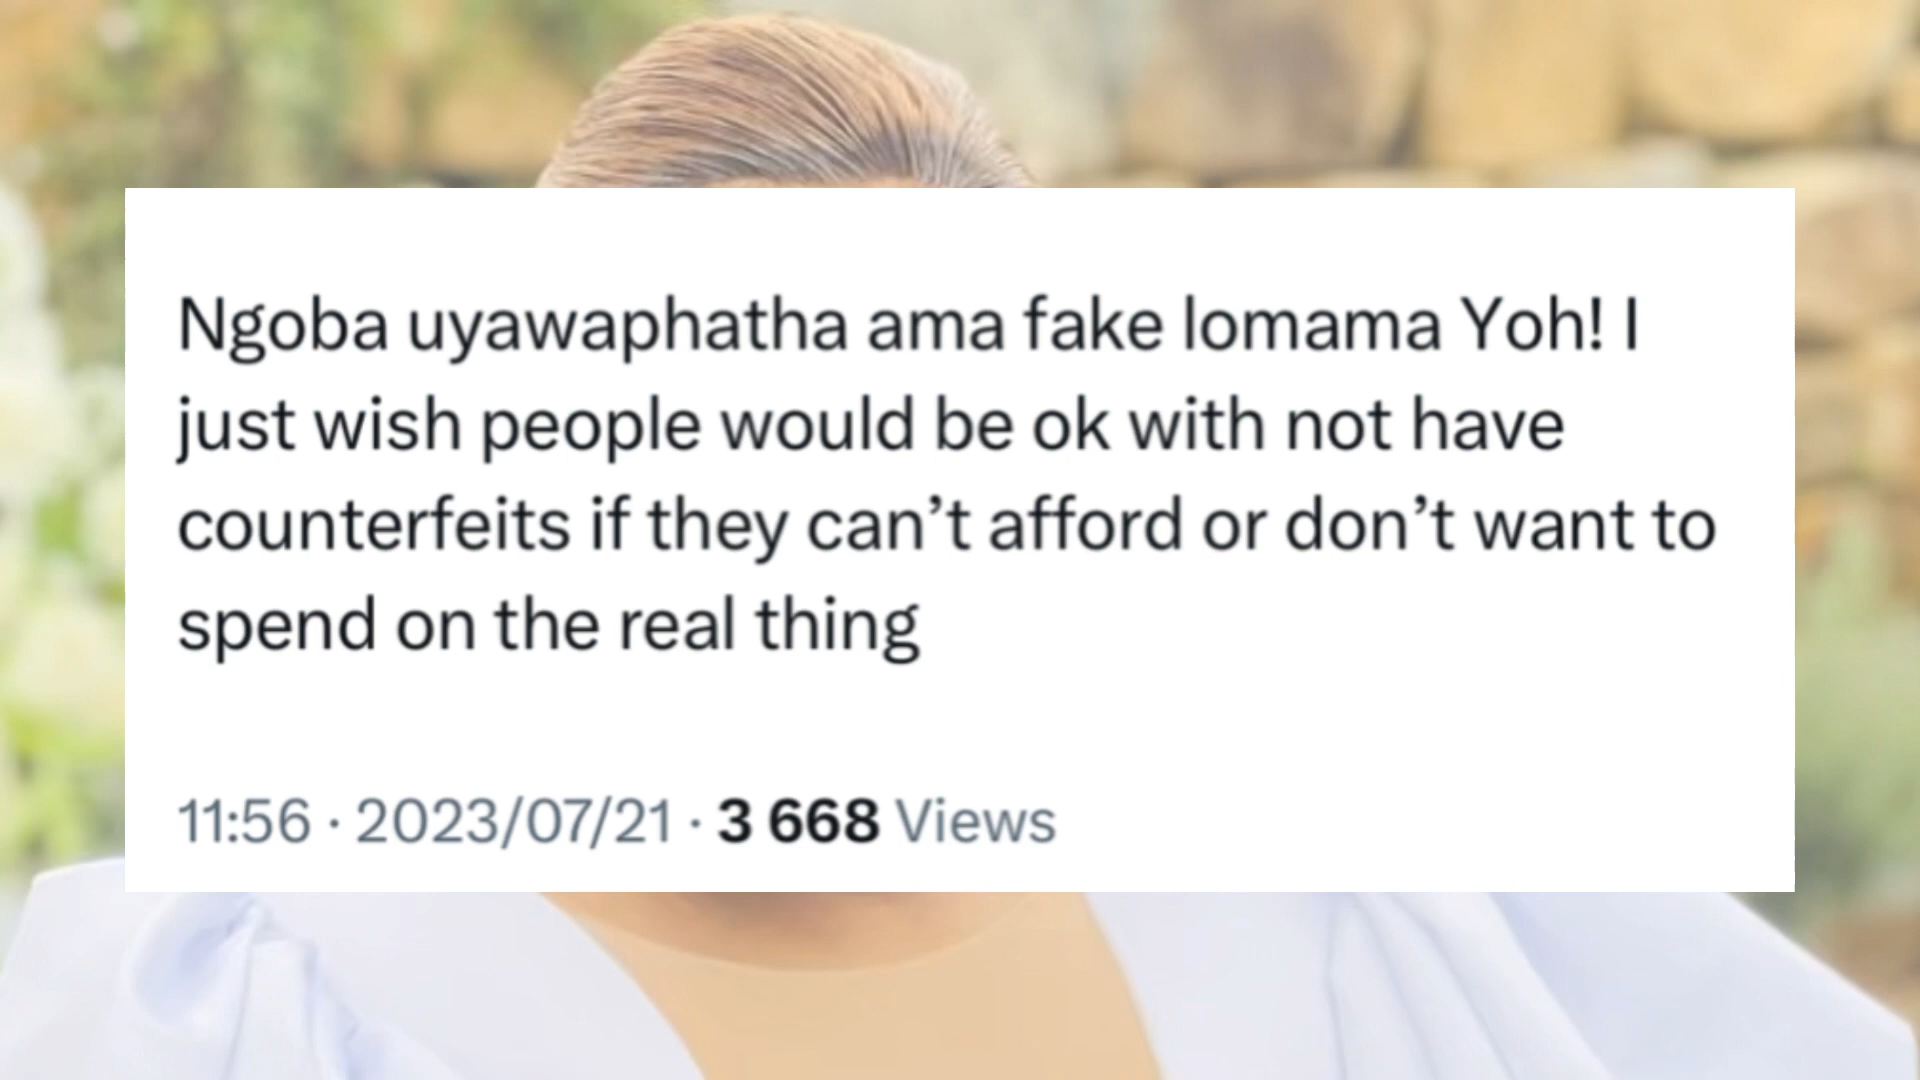 Ngoba uyawaphatha ama fake lomama Yoh! I
just wish people would be ok with not have
counterfeits if they can’t afford or don’t want to
spend on the real thing
11:56 · 2023/07/21 · 3 668 Views